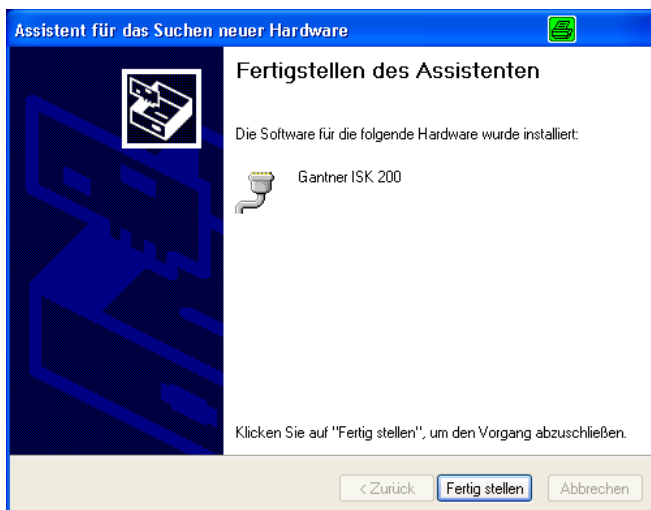 Assistent für das Suchen neuer Hardware
Fertigstellen des Assistenten
Die Software für die folgende Hardware wurde installiert:
Gantner ISK 200
Klicken Sie auf "Fertig stellen", um den Vorgang abzuschließen.
< Zurück Fertig stellen Abbrechen